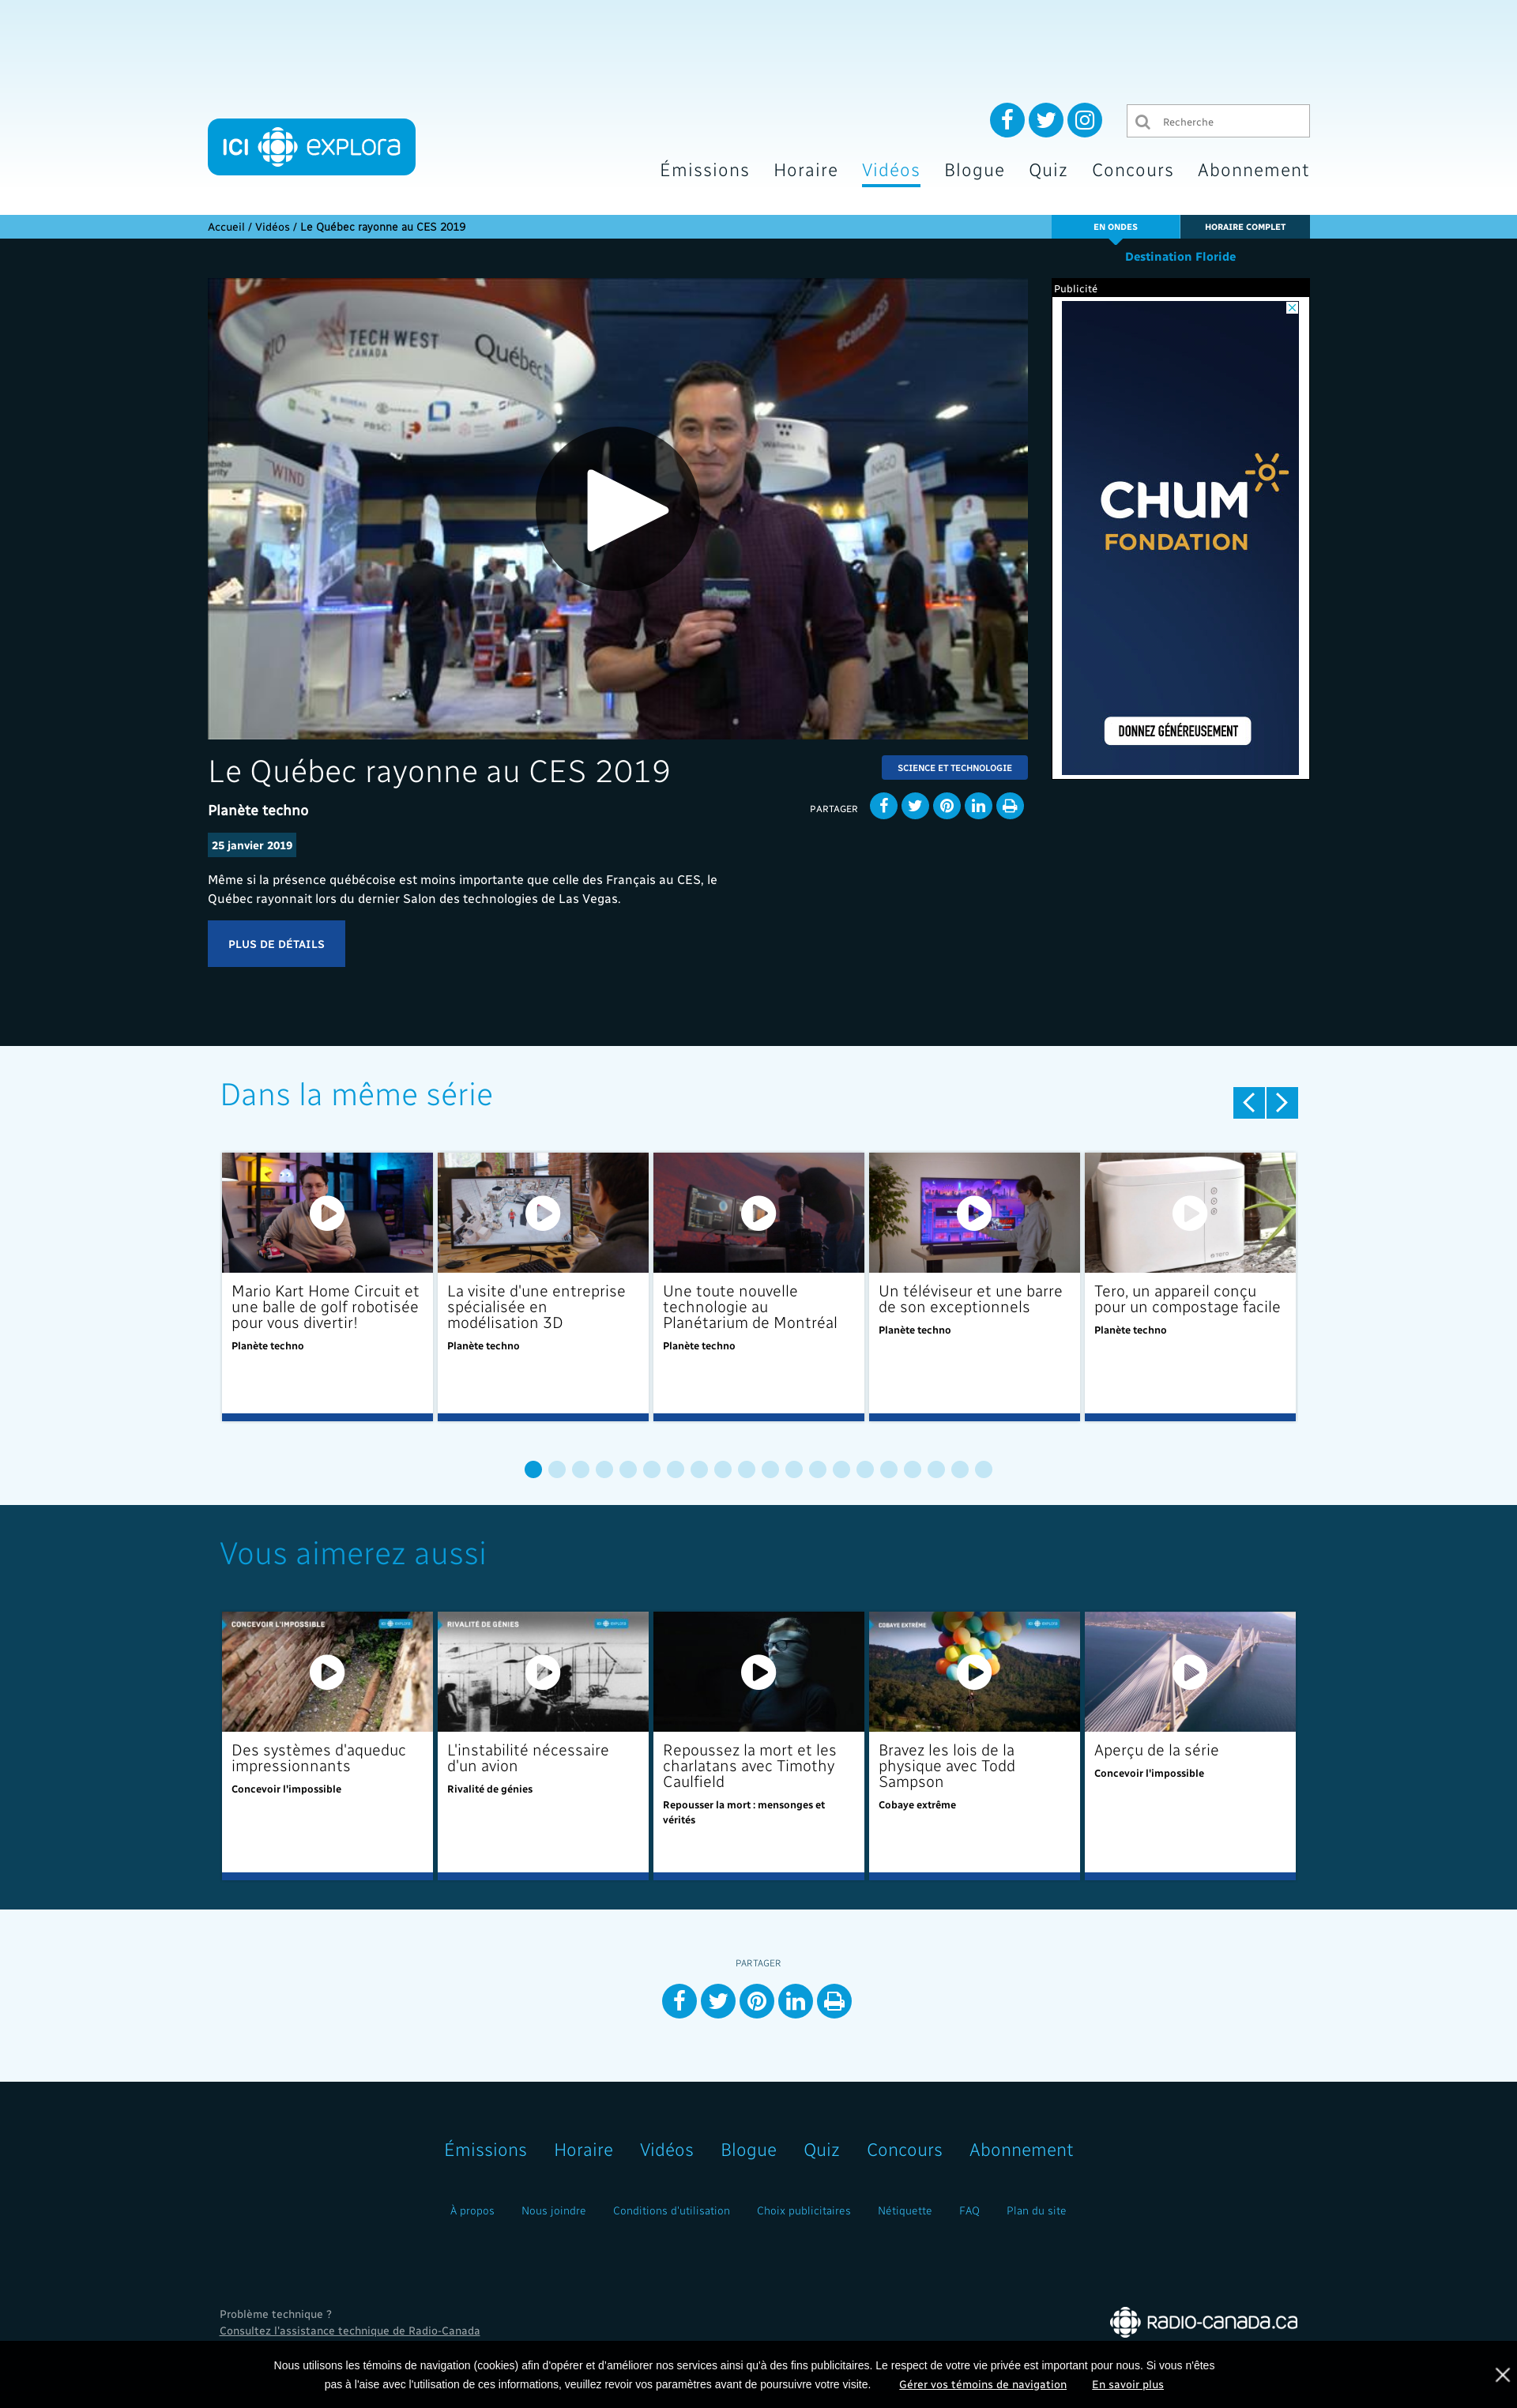 ICI explora
Recherche
Émissions Horaire Vidéos Blogue Quiz Concours Abonnement
Accueil / Vidéos / Le Québec rayonne au CES 2019
EN ONDES
HORAIRE COMPLET
Destination Floride
TECH WEST
CANADA
Québec
#CanadaCES
WIND
Publicité
CHUM
FONDATION
DONNEZ GÉNÉREUSEMENT
Le Québec rayonne au CES 2019
SCIENCE ET TECHNOLOGIE
Planète techno
PARTAGER
25 janvier 2019
Même si la présence québécoise est moins importante que celle des Français au CES, le
Québec rayonnait lors du dernier Salon des technologies de Las Vegas.
PLUS DE DÉTAILS
Dans la même série
Mario Kart Home Circuit et
une balle de golf robotisée
pour vous divertir!
Planète techno
La visite d'une entreprise
spécialisée en
modélisation 3D
Planète techno
Une toute nouvelle
technologie au
Planétarium de Montréal
Planète techno
Un téléviseur et une barre
de son exceptionnels
Planète techno
Tero, un appareil conçu
pour un compostage facile
Planète techno
Vous aimerez aussi
CONCEVOIR L'IMPOSSIBLE
Des systèmes d'aqueduc
impressionnants
Concevoir l'impossible
RIVALITÉ DE GÉNIES
L'instabilité nécessaire
d'un avion
Rivalité de génies
Repoussez la mort et les
charlatans avec Timothy
Caulfield
Repousser la mort : mensonges et
vérités
COBAYE EXTRÊME
Bravez les lois de la
physique avec Todd
Sampson
Cobaye extrême
Aperçu de la série
Concevoir l'impossible
PARTAGER
Émissions Horaire Vidéos Blogue Quiz Concours Abonnement
À propos Nous joindre Conditions d'utilisation Choix publicitaires Nétiquette FAQ Plan du site
Problème technique ?
Consultez l'assistance technique de Radio-Canada
RADIO-CANADA.CA
Nous utilisons les témoins de navigation (cookies) afin d'opérer et d'améliorer nos services ainsi qu'à des fins publicitaires. Le respect de votre vie privée est important pour nous. Si vous n'êtes
pas à l'aise avec l'utilisation de ces informations, veuillez revoir vos paramètres avant de poursuivre votre visite. Gérer vos témoins de navigation En savoir plus